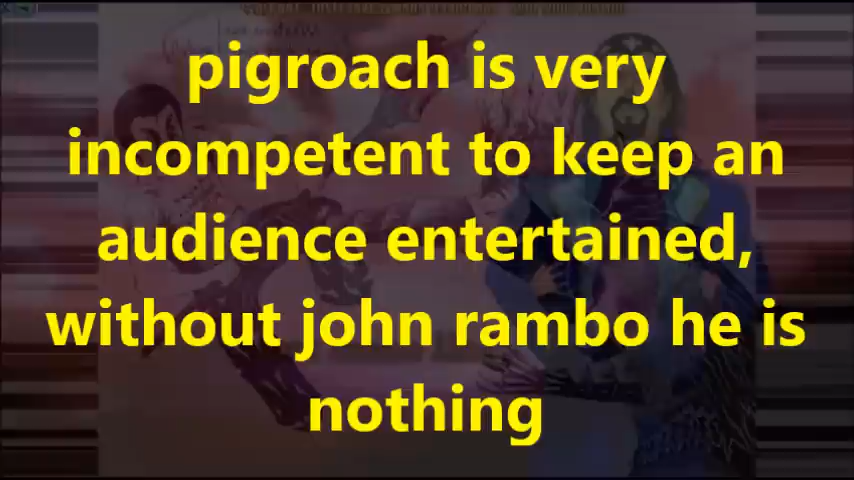 pigroach is very
incompetent to keep an
audience entertained,
without john rambo he is
nothing